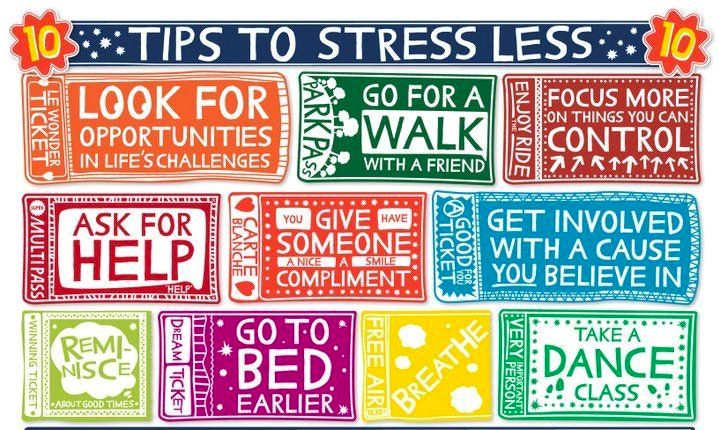 10 TIPS TO STRESS LESS 10
LE WONDER
TICKET
LOOK FOR
OPPORTUNITIES
IN LIFE'S CHALLENGES
PARK PASS
GO FOR A
WALK
WITH A FRIEND
ENJOY THE RIDE
FOCUS MORE
ON THINGS YOU CAN
CONTROL
SUPER
MULTIPASS
ASK FOR
HELP
HELP
CARTE
BLANCHE
YOU GIVE HAVE
SOMEONE
A NICE A SMILE
COMPLIMENT
A GOOD
FOR YOU
TICKET
GET INVOLVED
WITH A CAUSE
YOU BELIEVE IN
WINNING TICKET
REMI-
NISCE
ABOUT GOOD TIMES
DREAM TICKET
GO TO
BED
EARLIER
FREE AIR
TICKET
BREATHE
VERY IMPORTANT
PERSON
TAKE A
DANCE
CLASS